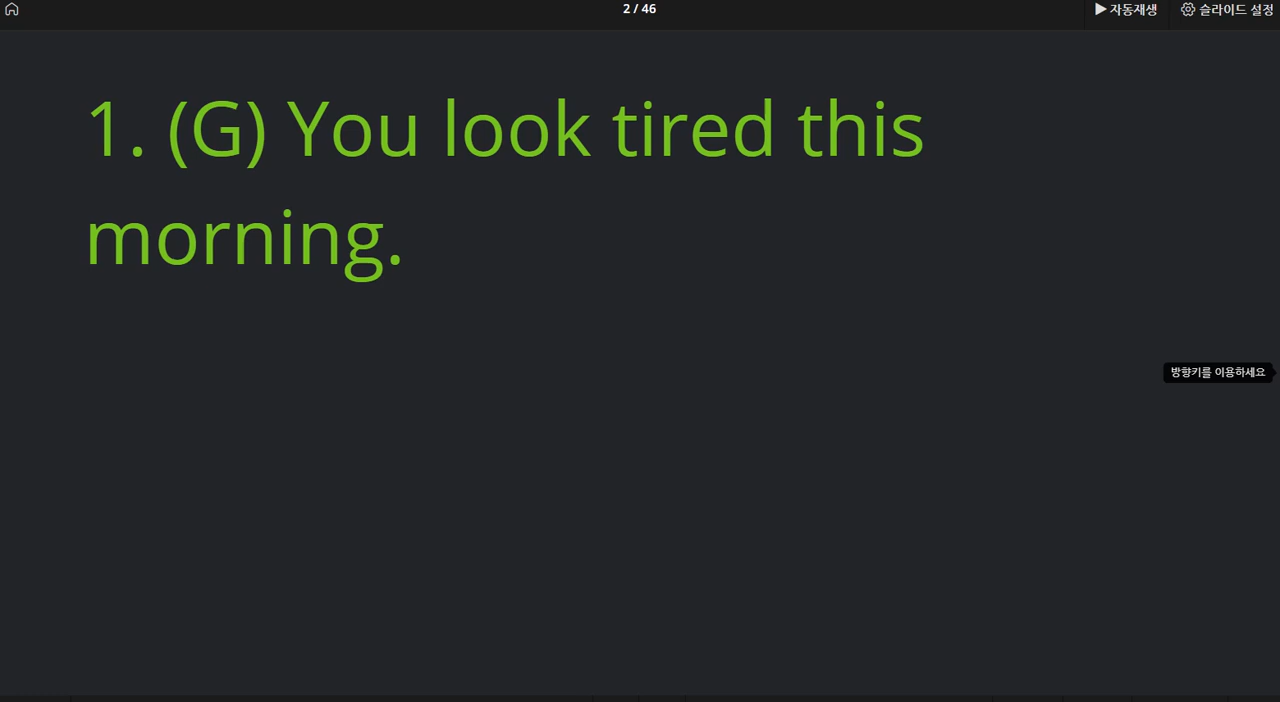 2 / 46
▶ 자동재생
슬라이드 설정
1. (G) You look tired this
morning.
방향키를 이용하세요